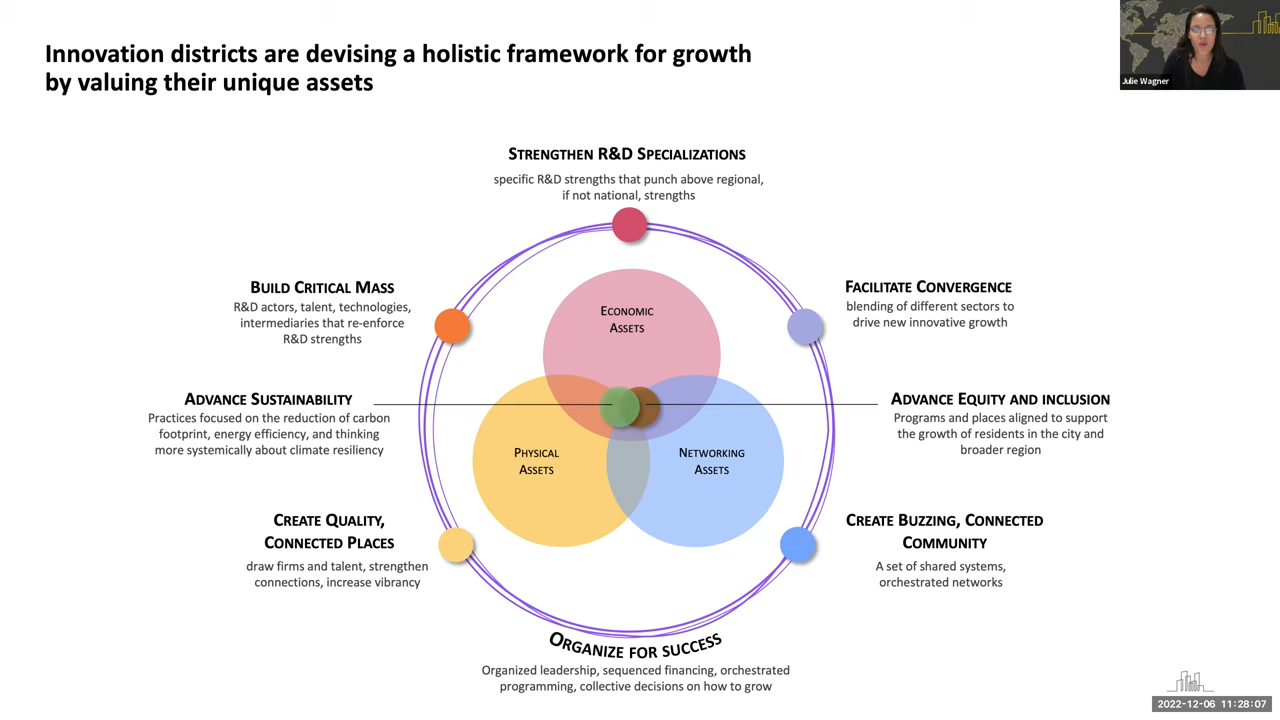 Innovation districts are devising a holistic framework for growth
by valuing their unique assets
Julie Wagner
STRENGTHEN R&D SPECIALIZATIONS
specific R&D strengths that punch above regional,
if not national, strengths
BUILD CRITICAL MASS
R&D actors, talent, technologies,
intermediaries that re-enforce
R&D strengths
FACILITATE CONVERGENCE
blending of different sectors to
drive new innovative growth
ECONOMIC
ASSETS
ADVANCE SUSTAINABILITY
Practices focused on the reduction of carbon
footprint, energy efficiency, and thinking
more systemically about climate resiliency
ADVANCE EQUITY AND INCLUSION
Programs and places aligned to support
the growth of residents in the city and
broader region
PHYSICAL
ASSETS
NETWORKING
ASSETS
CREATE QUALITY,
CONNECTED PLACES
draw firms and talent, strengthen
connections, increase vibrancy
CREATE BUZZING, CONNECTED
COMMUNITY
A set of shared systems,
orchestrated networks
ORGANIZE FOR SUCCESS
Organized leadership, sequenced financing, orchestrated
programming, collective decisions on how to grow
2022-12-06 11:28:07